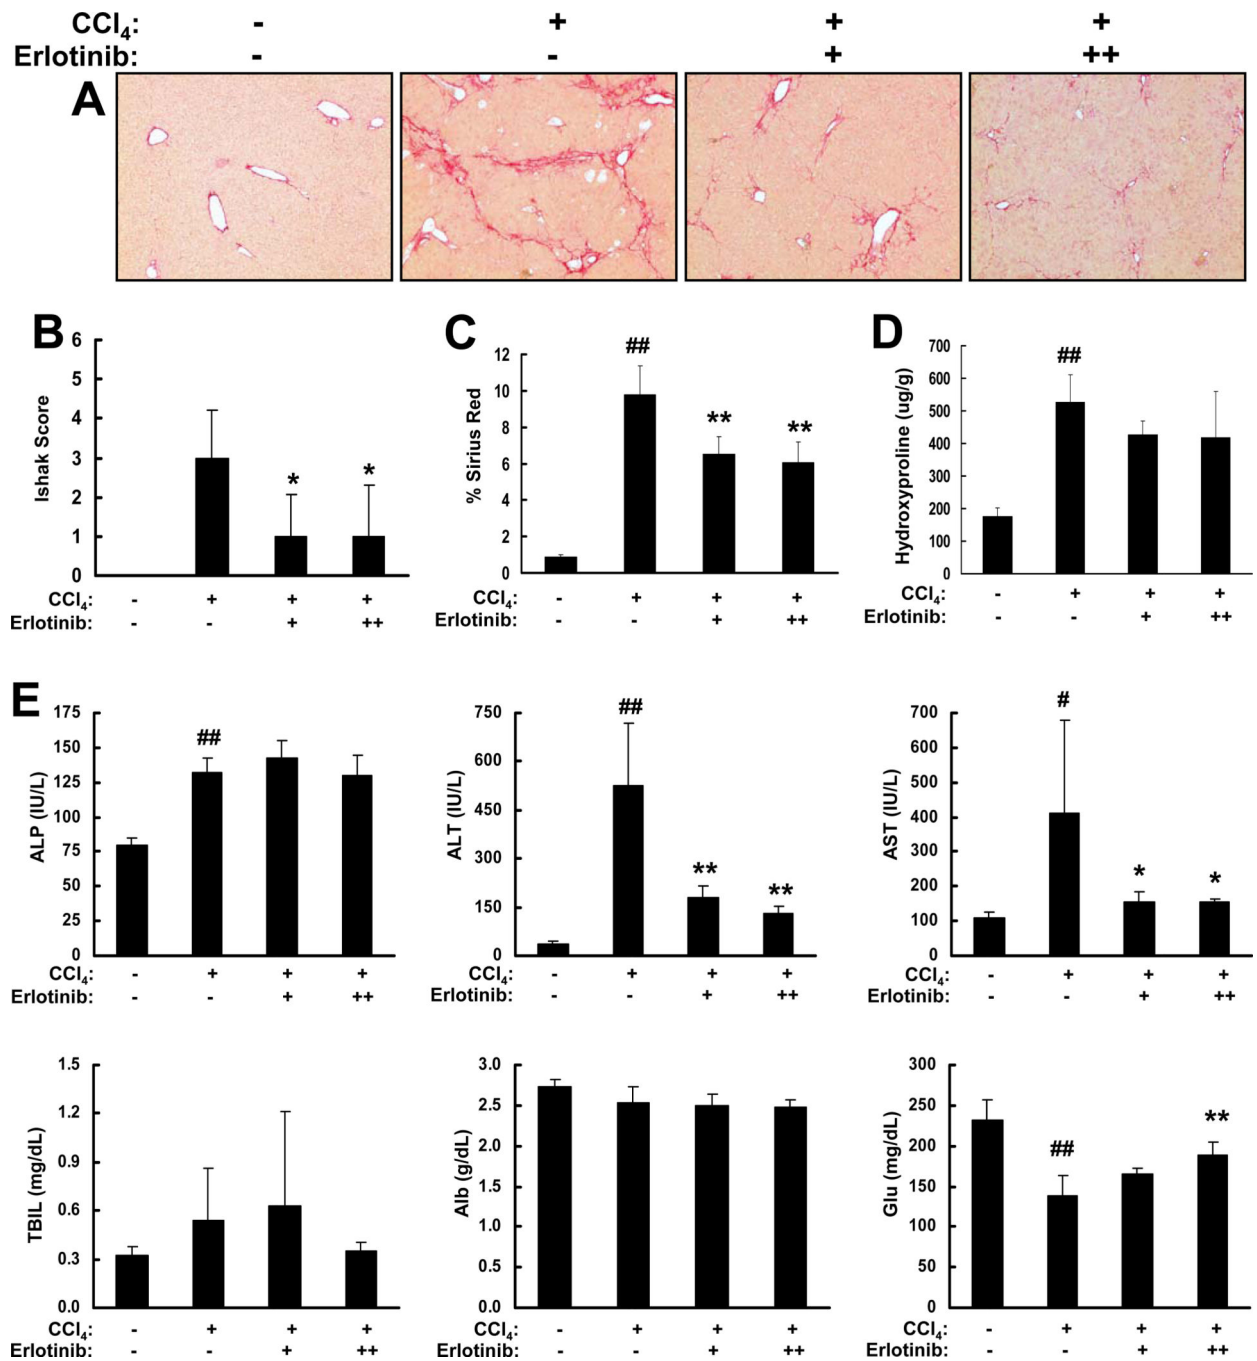 CCl4: - + + +
Erlotinib: - - + ++
A
B
Ishak Score
6
5
4
3
2
1
0
* *
CCl4: - + + +
Erlotinib: - - + ++
C
% Sirius Red
12
10
8
6
4
2
0
## ** **
CCl4: - + + +
Erlotinib: - - + ++
D
Hydroxyproline (ug/g)
700
600
500
400
300
200
100
0
##
CCl4: - + + +
Erlotinib: - - + ++
E
ALP (IU/L)
175
150
125
100
75
50
25
0
##
CCl4: - + + +
Erlotinib: - - + ++
ALT (IU/L)
750
600
450
300
150
0
## ** **
CCl4: - + + +
Erlotinib: - - + ++
AST (IU/L)
700
600
500
400
300
200
100
0
# * *
CCl4: - + + +
Erlotinib: - - + ++
TBIL (mg/dL)
1.5
1.2
0.9
0.6
0.3
0.0
CCl4: - + + +
Erlotinib: - - + ++
Alb (g/dL)
3.0
2.5
2.0
1.5
1.0
0.5
0.0
CCl4: - + + +
Erlotinib: - - + ++
Glu (mg/dL)
300
250
200
150
100
50
0
## **
CCl4: - + + +
Erlotinib: - - + ++